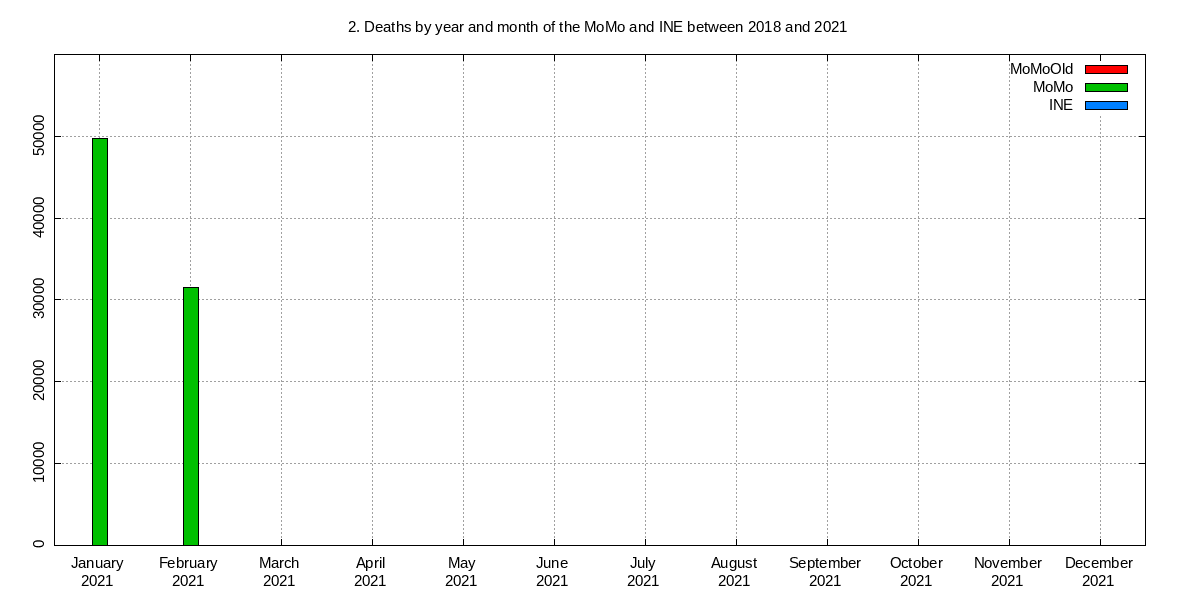 2. Deaths by year and month of the MoMo and INE between 2018 and 2021
MoMoOld
MoMo
INE
50000
40000
30000
20000
10000
0
January February March April May June July August September October November December
2021 2021 2021 2021 2021 2021 2021 2021 2021 2021 2021 2021